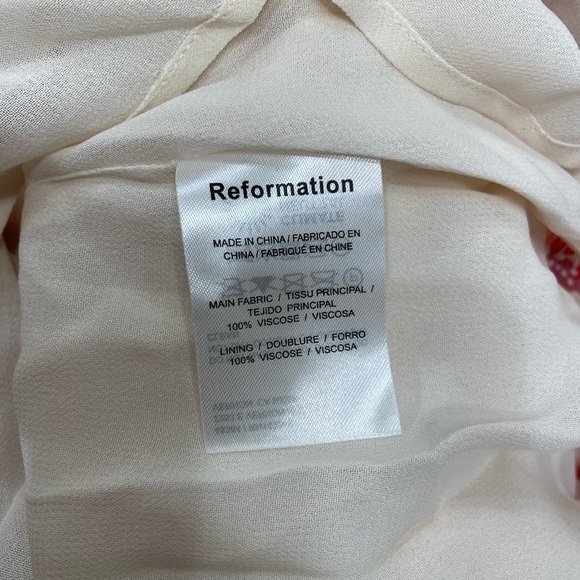 Reformation
MADE IN CHINA / FABRICADO EN
CHINA / FABRIQUÉ EN CHINE
MAIN FABRIC / TISSU PRINCIPAL /
TEJIDO PRINCIPAL
100% VISCOSE / VISCOSA
LINING / DOUBLURE / FORRO
100% VISCOSE / VISCOSA